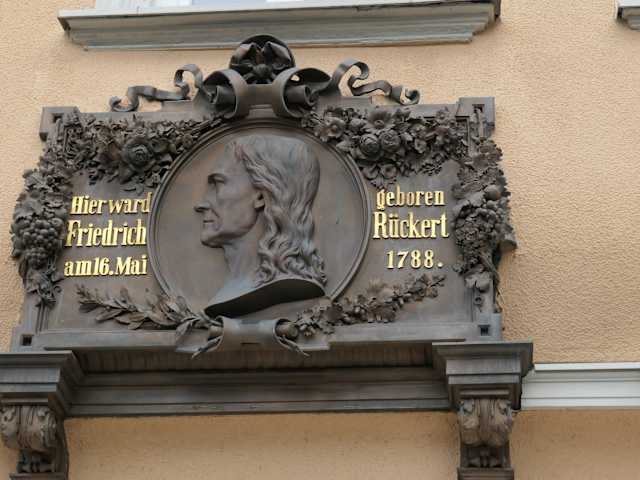 Hier ward geboren
Friedrich Rückert
am 16. Mai 1788.